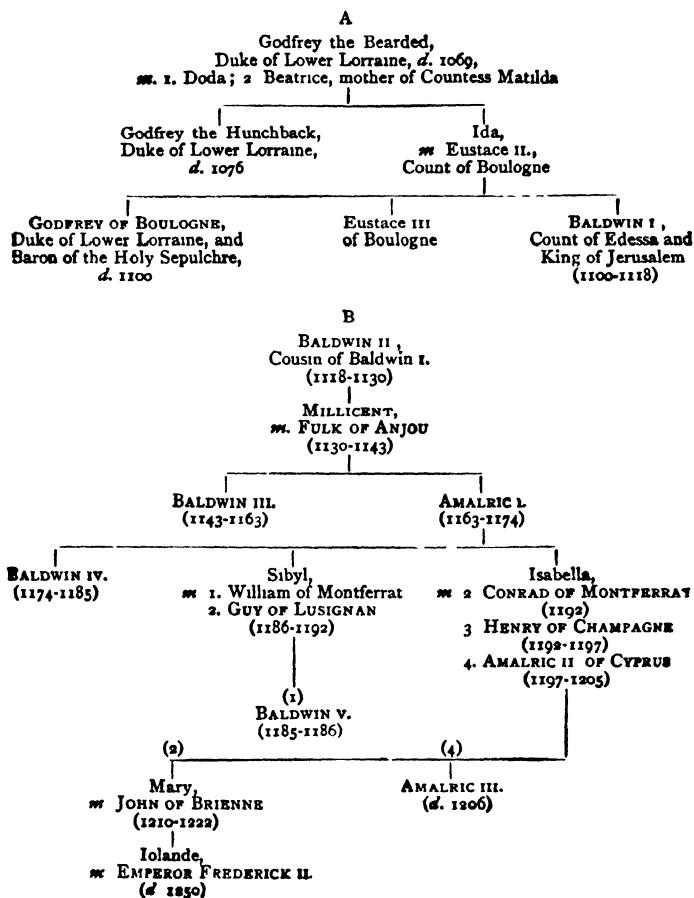 A
Godfrey the Bearded,
Duke of Lower Lorraine, d. 1069,
m. 1. Doda; 2 Beatrice, mother of Countess Matilda
Godfrey the Hunchback,
Duke of Lower Lorraine,
d. 1076
Ida,
m Eustace II.,
Count of Boulogne
GODFREY OF BOULOGNE,
Duke of Lower Lorraine, and
Baron of the Holy Sepulchre,
d. 1100
Eustace III
of Boulogne
BALDWIN I,
Count of Edessa and
King of Jerusalem
(1100-1118)
B
BALDWIN II,
Cousin of Baldwin I.
(1118-1130)
MILLICENT,
m. FULK OF ANJOU
(1130-1143)
BALDWIN III.
(1143-1163)
AMALRIC I.
(1163-1174)
BALDWIN IV.
(1174-1185)
Sibyl,
m 1. William of Montferrat
2. GUY OF LUSIGNAN
(1186-1192)
Isabella,
m 2 CONRAD OF MONTFERRAT
(1192)
3 HENRY OF CHAMPAGNE
(1192-1197)
4. AMALRIC II OF CYPRUS
(1197-1205)
(1)
BALDWIN V.
(1185-1186)
(2)
Mary,
m JOHN OF BRIENNE
(1210-1222)
(4)
AMALRIC III.
(d. 1206)
Iolande,
m EMPEROR FREDERICK II.
(d 1250)